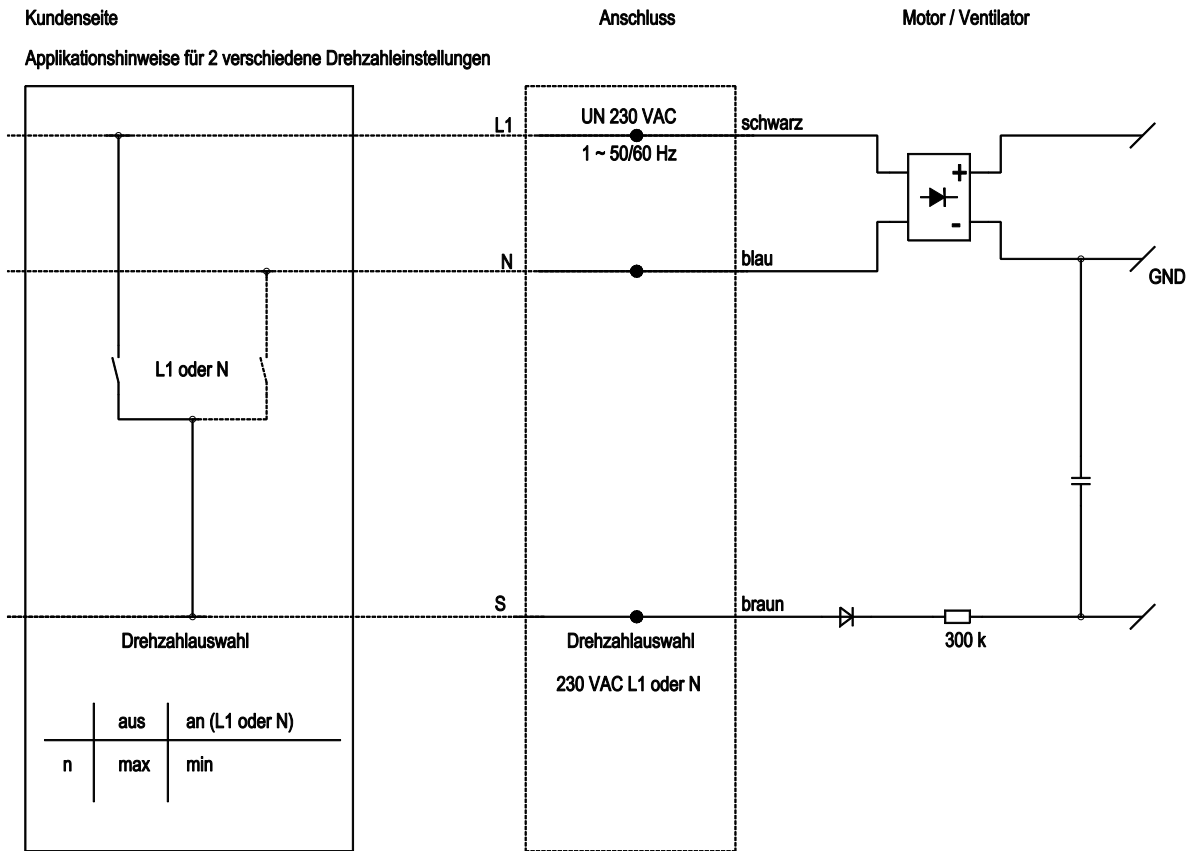 Kundenseite
Anschluss
Motor / Ventilator
Applikationshinweise für 2 verschiedene Drehzahleinstellungen
L1
UN 230 VAC
1 ~ 50/60 Hz
schwarz
+
-
N
blau
GND
L1 oder N
S
braun
300 k
Drehzahlauswahl
Drehzahlauswahl
230 VAC L1 oder N
aus
an (L1 oder N)
n
max
min